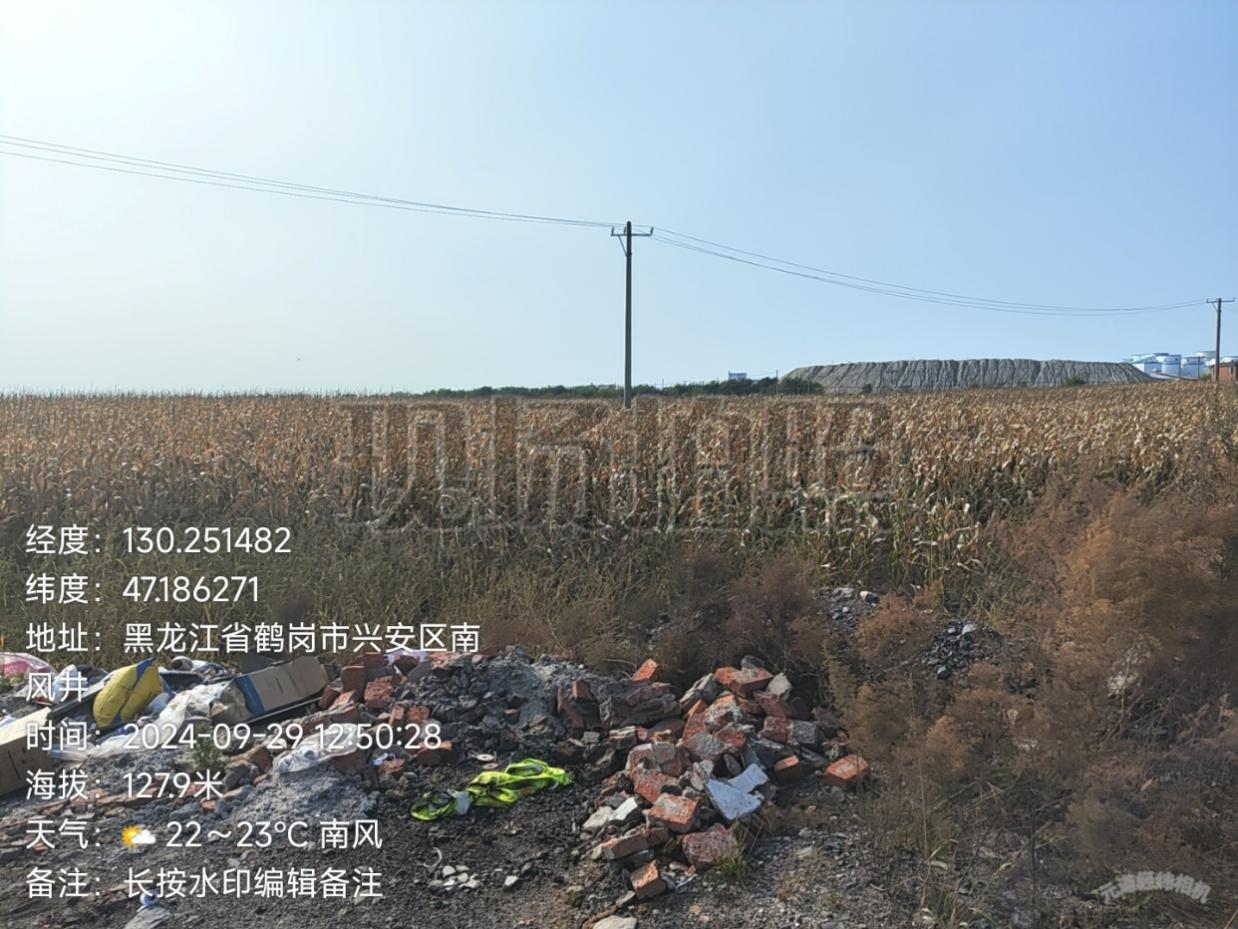 现场拍照
经度：130.251482
纬度：47.186271
地址：黑龙江省鹤岗市兴安区南
风井
时间：2024-09-29 12:50:28
海拔：127.9米
天气：22～23℃ 南风
备注：长按水印编辑备注
元道经纬相机